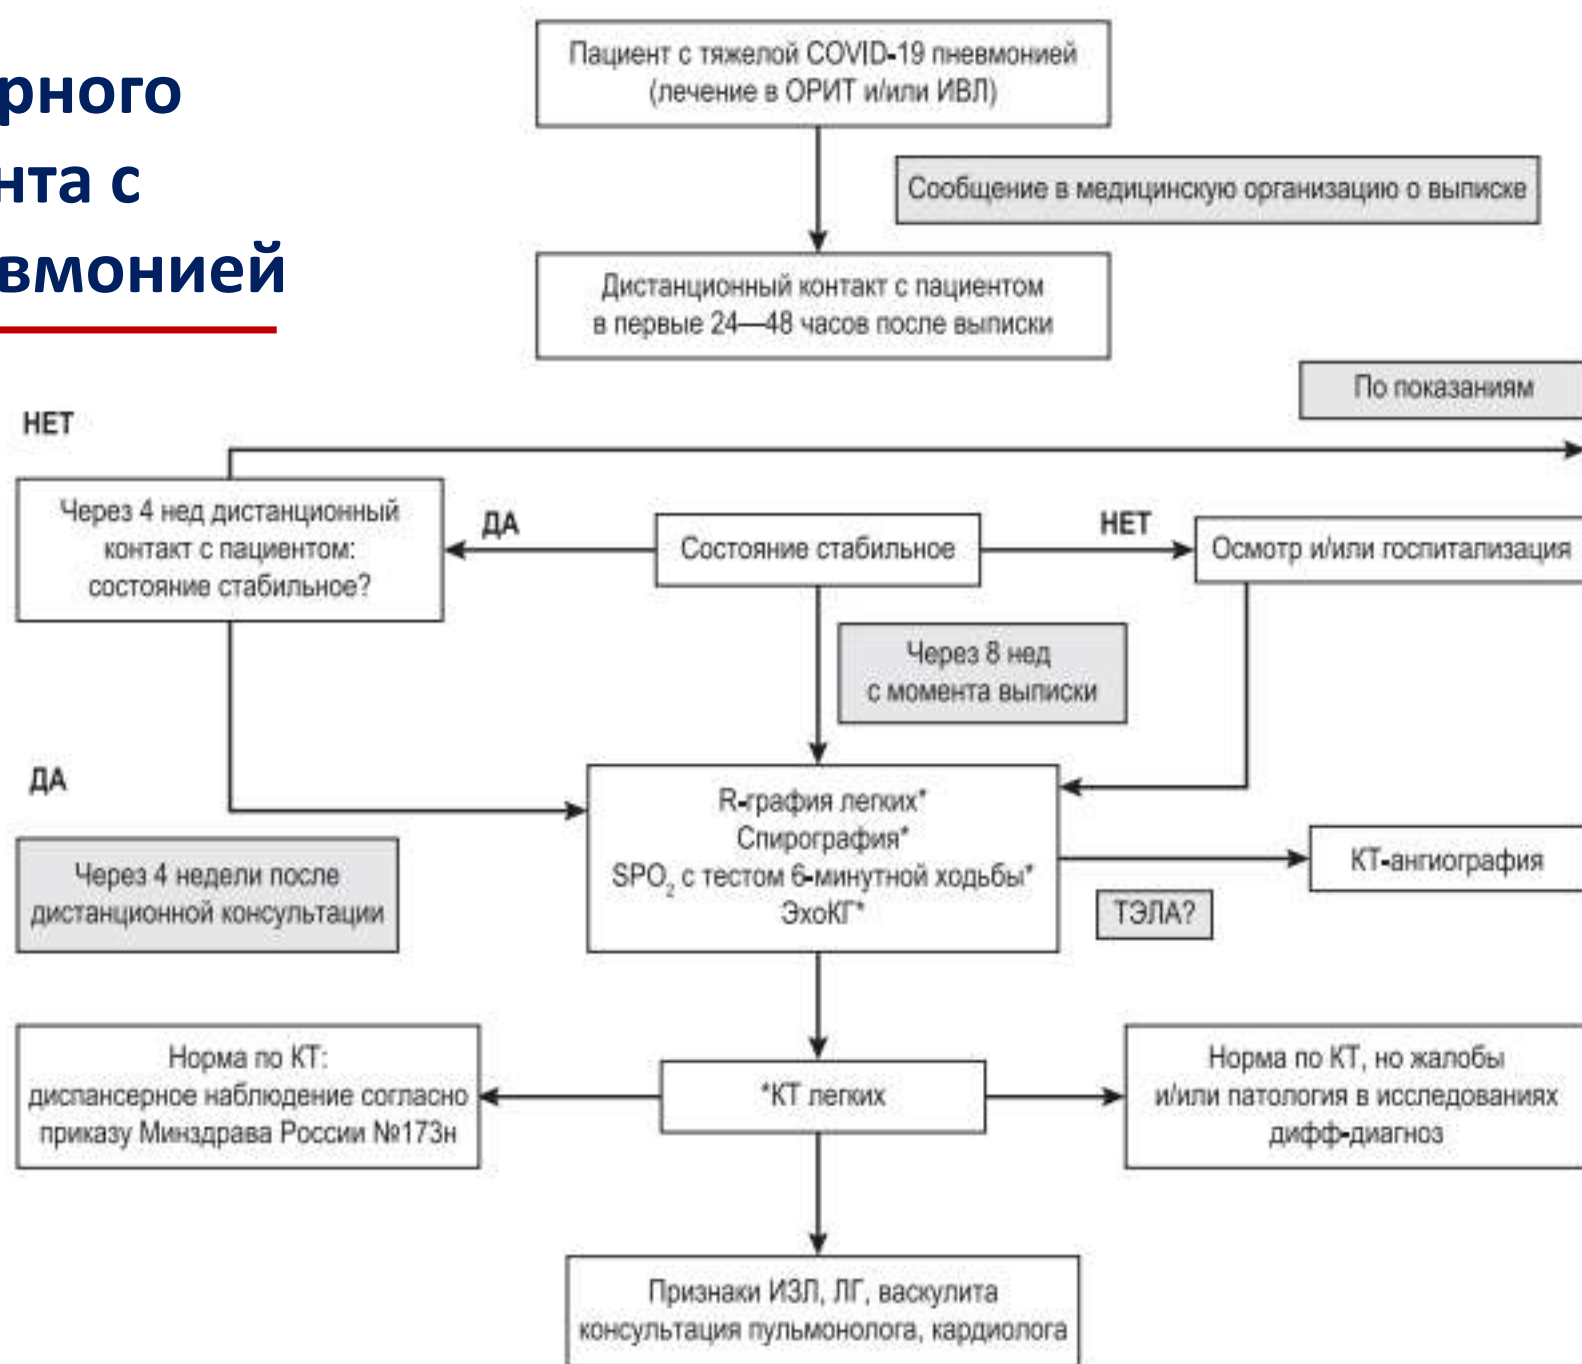 рного
нта с
вмонией
Пациент с тяжелой COVID-19 пневмонией
(лечение в ОРИТ и/или ИВЛ)
Сообщение в медицинскую организацию о выписке
Дистанционный контакт с пациентом
в первые 24—48 часов после выписки
По показаниям
НЕТ
Через 4 нед дистанционный
контакт с пациентом:
состояние стабильное?
ДА
Состояние стабильное
НЕТ
Осмотр и/или госпитализация
Через 8 нед
с момента выписки
ДА
R-графия легких*
Спирография*
SPO₂ с тестом 6-минутной ходьбы*
ЭхоКГ*
Через 4 недели после
дистанционной консультации
КТ-ангиография
ТЭЛА?
Норма по КТ:
диспансерное наблюдение согласно
приказу Минздрава России №173н
*КТ легких
Норма по КТ, но жалобы
и/или патология в исследованиях
дифф-диагноз
Признаки ИЗЛ, ЛГ, васкулита
консультация пульмонолога, кардиолога